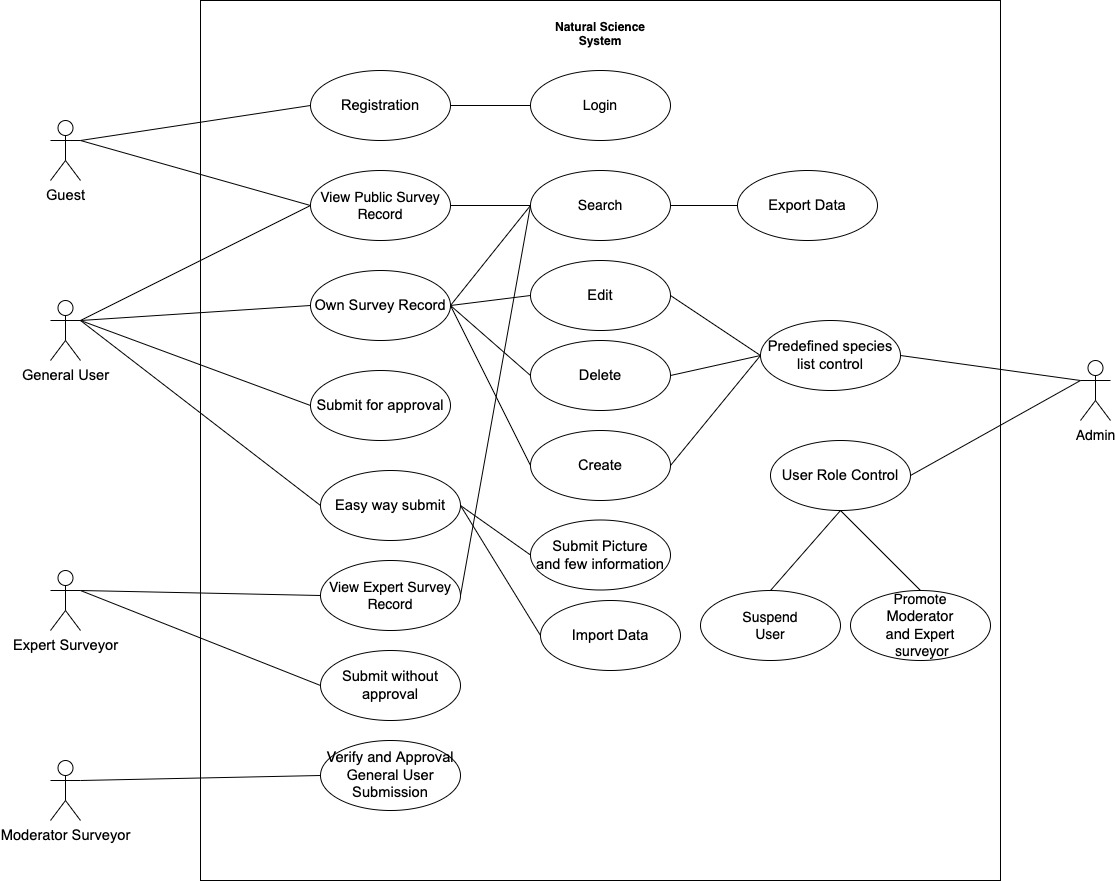 Natural Science
System
Registration
Login
Guest
View Public Survey
Record
Search
Export Data
Own Survey Record
Edit
General User
Predefined species
list control
Delete
Submit for approval
Admin
Create
User Role Control
Easy way submit
Submit Picture
and few information
View Expert Survey
Record
Expert Surveyor
Import Data
Suspend
User
Promote
Moderator
and Expert
surveyor
Submit without
approval
Verify and Approval
General User
Submission
Moderator Surveyor